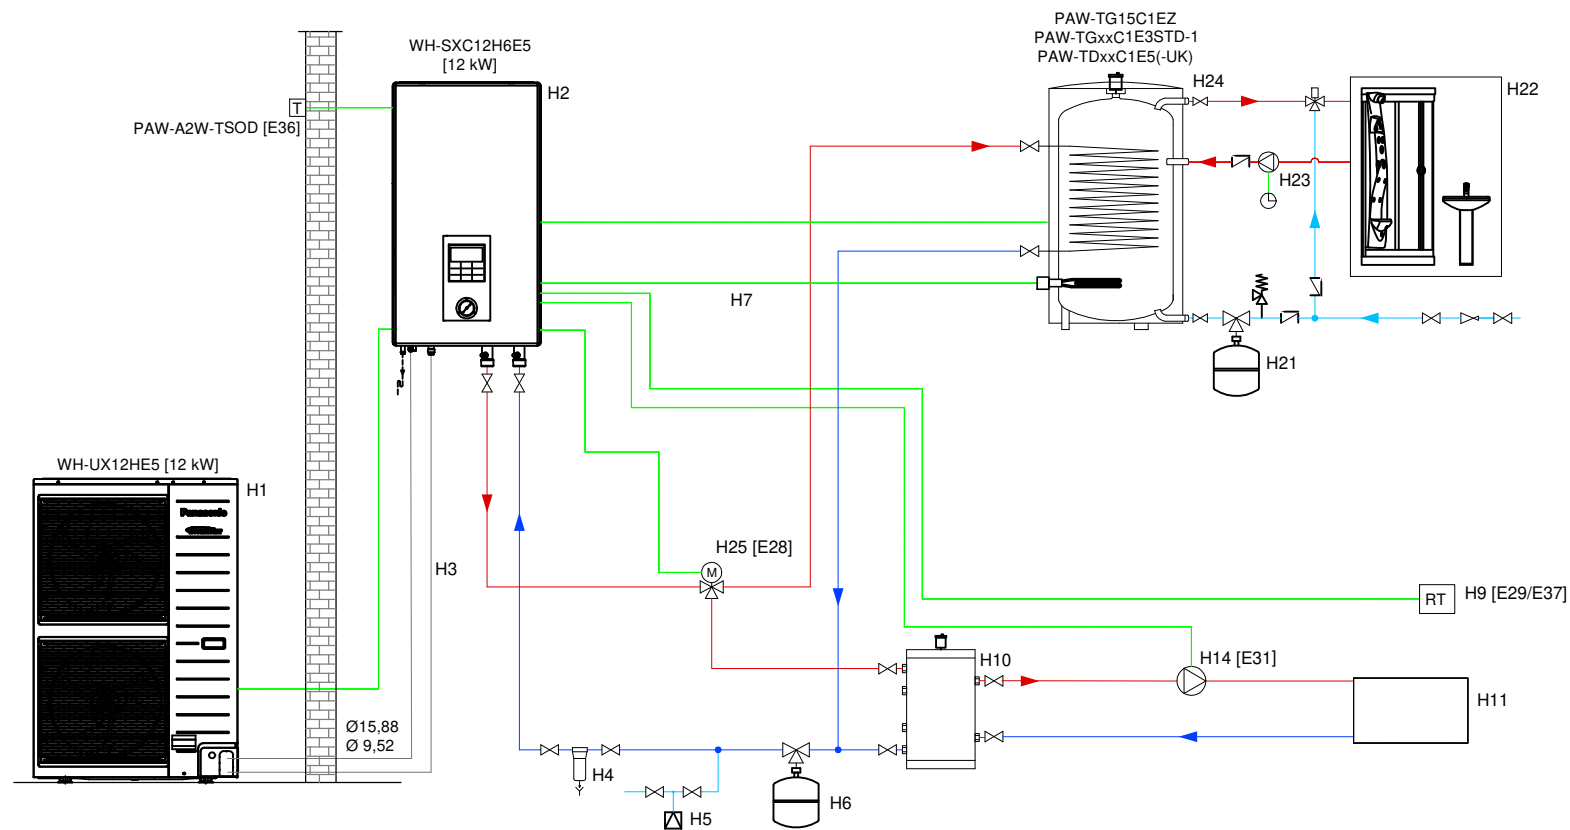 PAW-TG15C1EZ
PAW-TGxxC1E3STD-1
PAW-TDxxC1E5(-UK)
WH-SXC12H6E5
[12 kW]
H2
H24
H22
T
PAW-A2W-TSOD [E36]
H23
H7
H21
WH-UX12HE5 [12 kW]
H1
Panasonic
H3
H25 [E28]
M
RT
H9 [E29/E37]
H10
H14 [E31]
H11
Ø15,88
Ø 9,52
H4
H5
H6